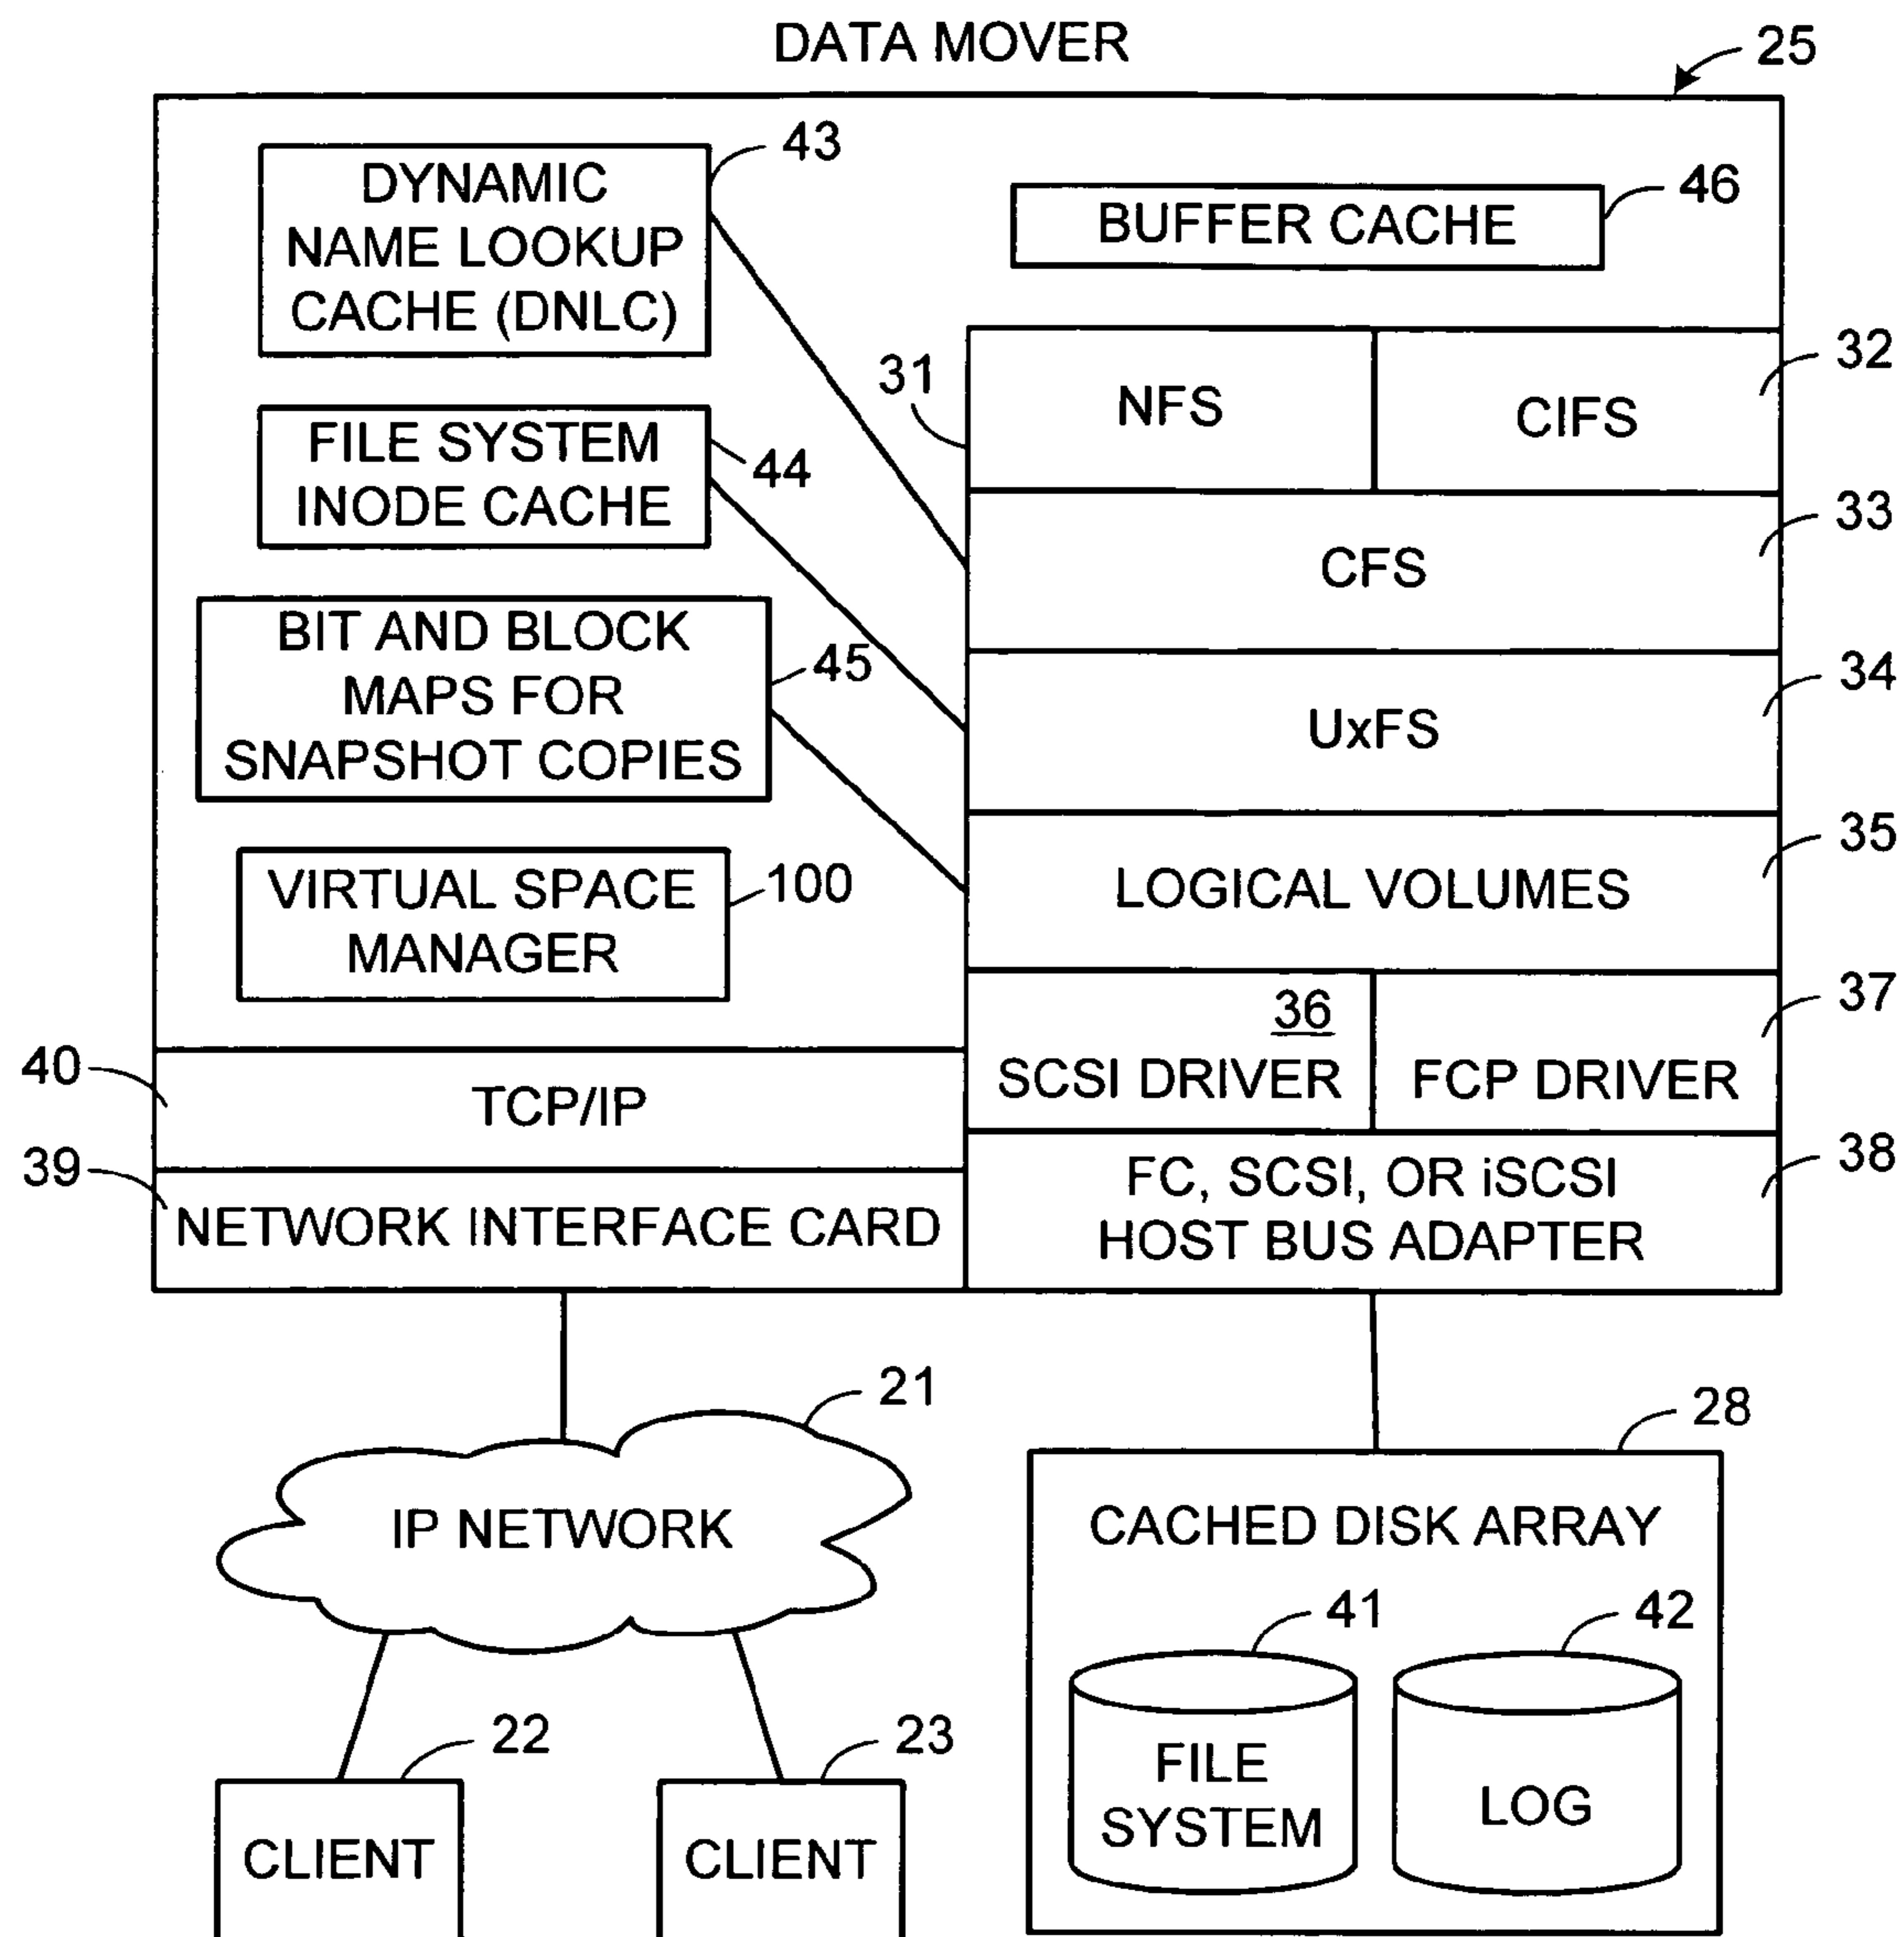 DATA MOVER
25
DYNAMIC
NAME LOOKUP
CACHE (DNLC)
43
BUFFER CACHE
46
31
NFS
CIFS
32
FILE SYSTEM
INODE CACHE
44
CFS
33
BIT AND BLOCK
MAPS FOR
SNAPSHOT COPIES
45
UxFS
34
VIRTUAL SPACE
MANAGER
100
LOGICAL VOLUMES
35
36
SCSI DRIVER
FCP DRIVER
37
40
TCP/IP
39
NETWORK INTERFACE CARD
FC, SCSI, OR iSCSI
HOST BUS ADAPTER
38
21
IP NETWORK
28
CACHED DISK ARRAY
41
42
FILE
SYSTEM
LOG
22
23
CLIENT
CLIENT